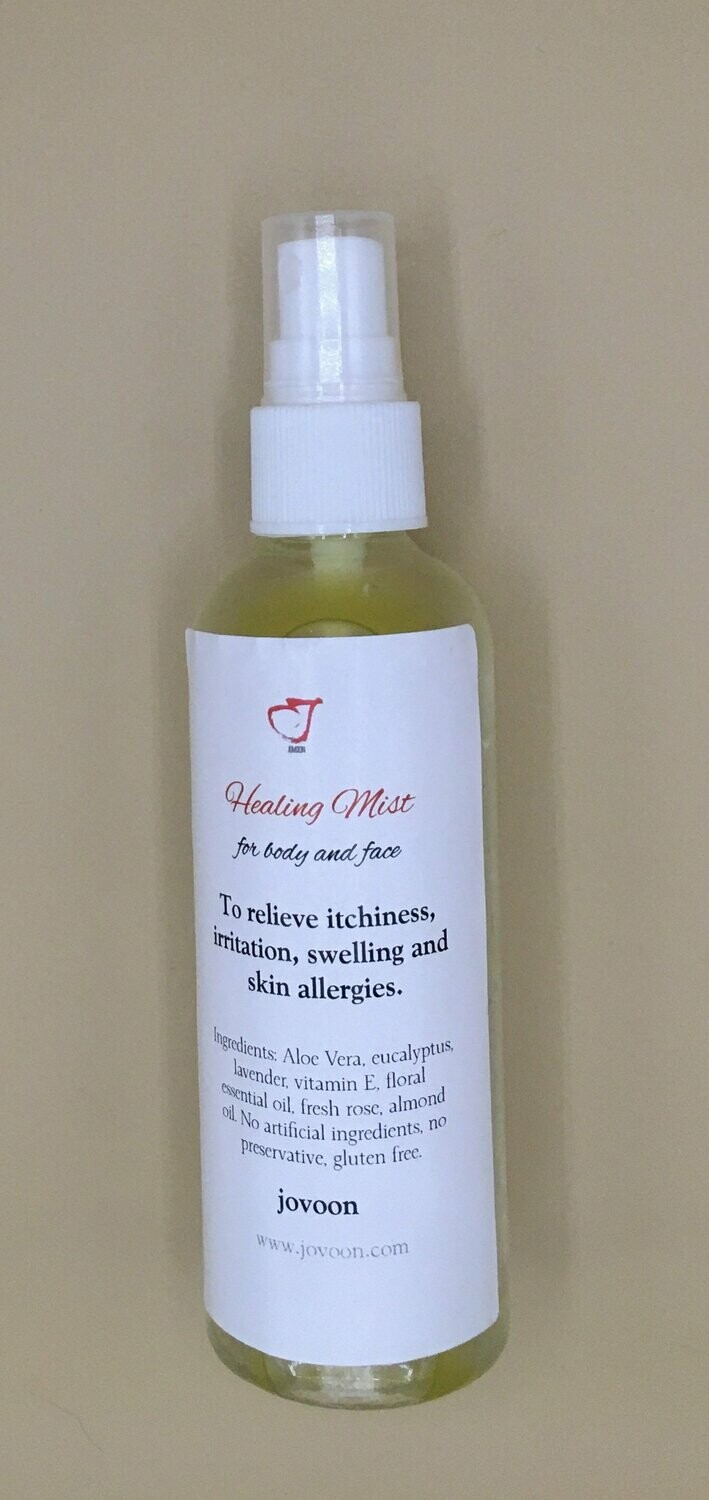 JOVOON
Healing Mist
for body and face
To relieve itchiness,
irritation, swelling and
skin allergies.
Ingredients: Aloe Vera, eucalyptus,
lavender, vitamin E, floral
essential oil, fresh rose, almond
oil. No artificial ingredients, no
preservative, gluten free.
jovoon
www.jovoon.com